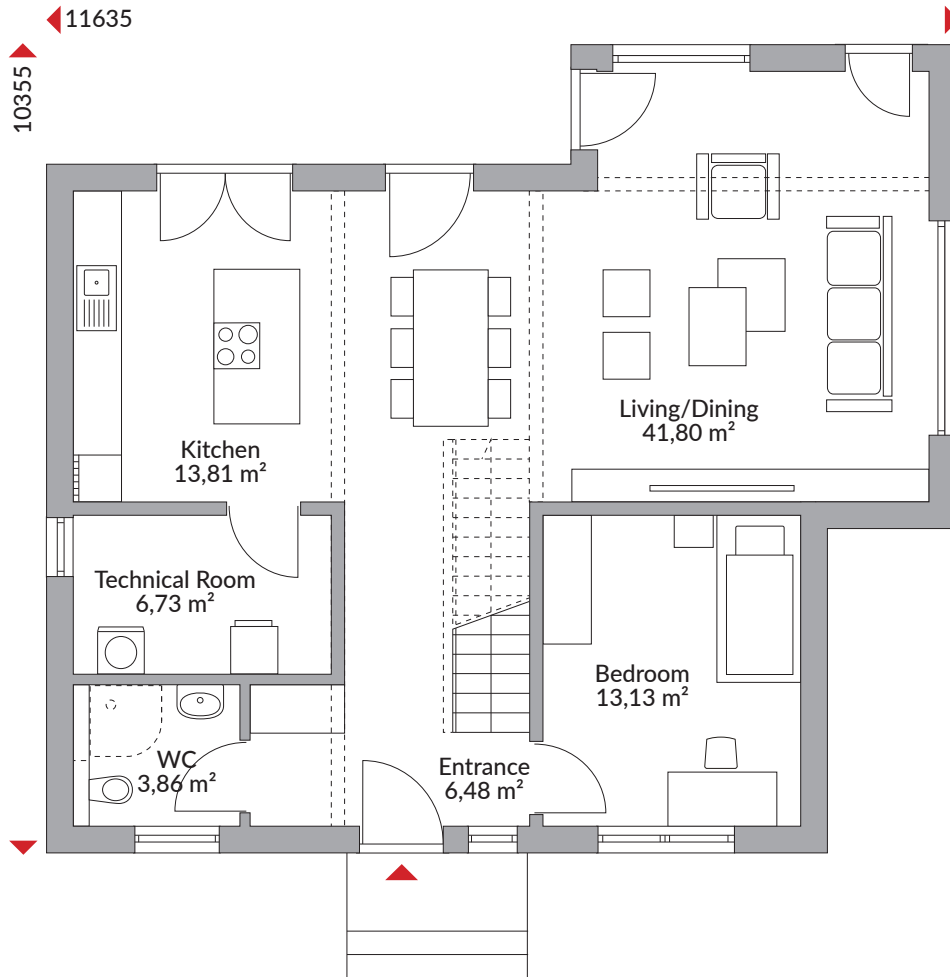 11635
10355
Kitchen
13,81 m²
Living/Dining
41,80 m²
Technical Room
6,73 m²
Bedroom
13,13 m²
WC
3,86 m²
Entrance
6,48 m²